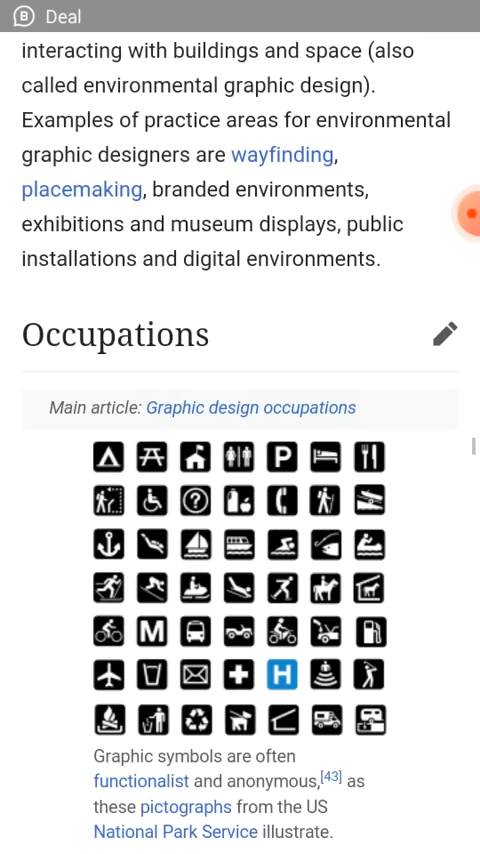 B Deal
interacting with buildings and space (also
called environmental graphic design).
Examples of practice areas for environmental
graphic designers are wayfinding,
placemaking, branded environments,
exhibitions and museum displays, public
installations and digital environments.
Occupations
Main article: Graphic design occupations
P
?
M
H
Graphic symbols are often
functionalist and anonymous,[43] as
these pictographs from the US
National Park Service illustrate.